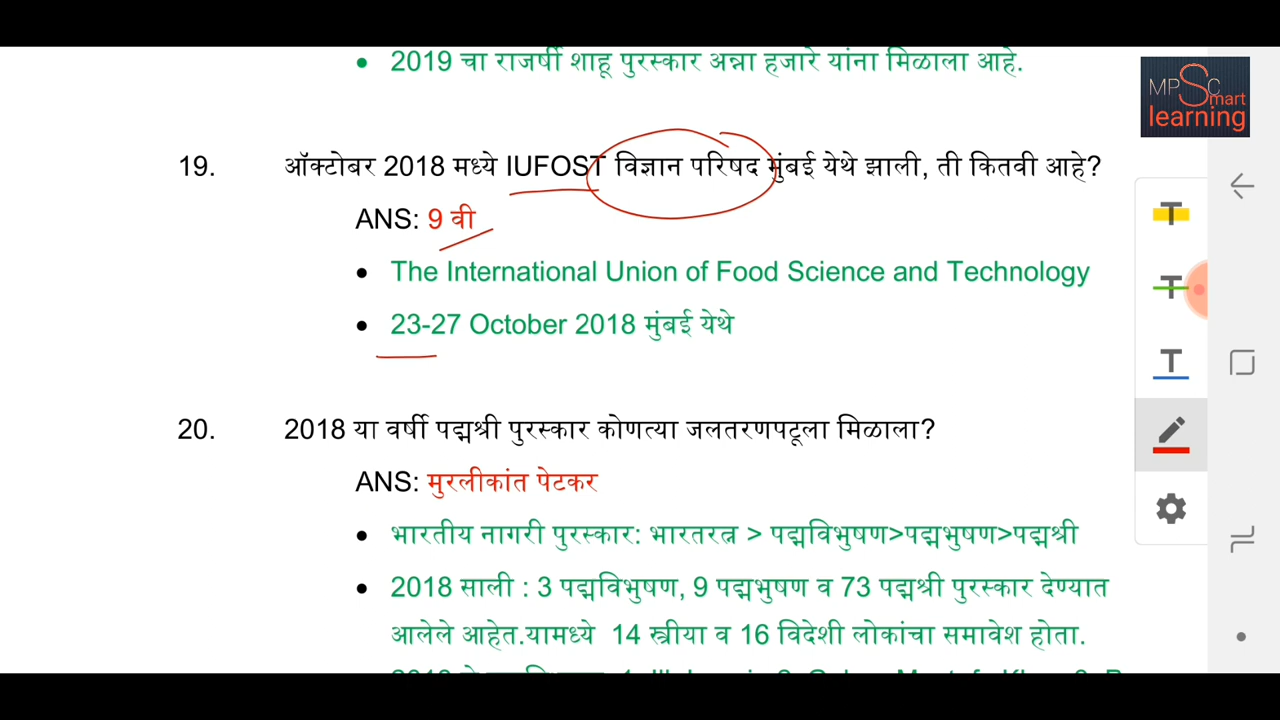 2019 चा राजर्षी शाहू पुरस्कार अन्ना हजारे यांना मिळाला आहे.
MPSC Smart
learning
19. ऑक्टोबर 2018 मध्ये IUFOST विज्ञान परिषद मुंबई येथे झाली, ती कितवी आहे?
ANS: 9 वी
The International Union of Food Science and Technology
23-27 October 2018 मुंबई येथे
20. 2018 या वर्षी पद्मश्री पुरस्कार कोणत्या जलतरणपटूला मिळाला?
ANS: मुरलीकांत पेटकर
भारतीय नागरी पुरस्कार: भारतरत्न > पद्मविभुषण>पद्मभुषण>पद्मश्री
2018 साली : 3 पद्मविभुषण, 9 पद्मभुषण व 73 पद्मश्री पुरस्कार देण्यात
आलेले आहेत.यामध्ये 14 स्त्रीया व 16 विदेशी लोकांचा समावेश होता.